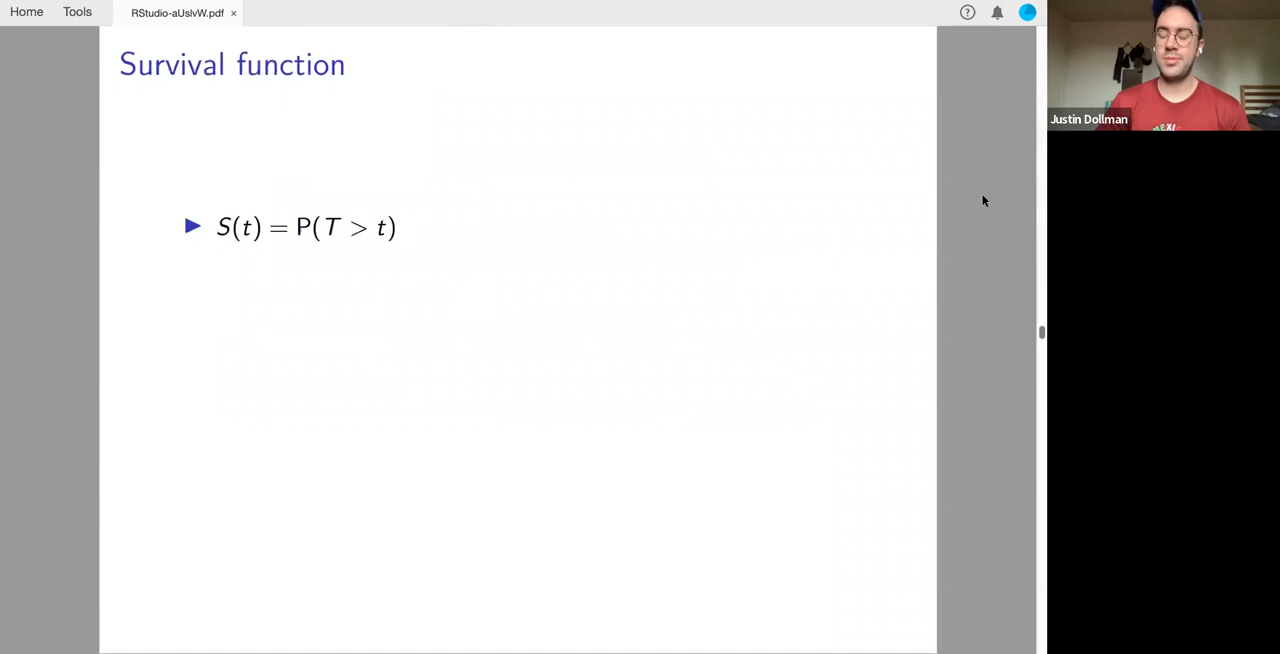 Home Tools RStudio-aUslvW.pdf ×
Survival function
▶ S(t) = P(T > t)
Justin Dollman